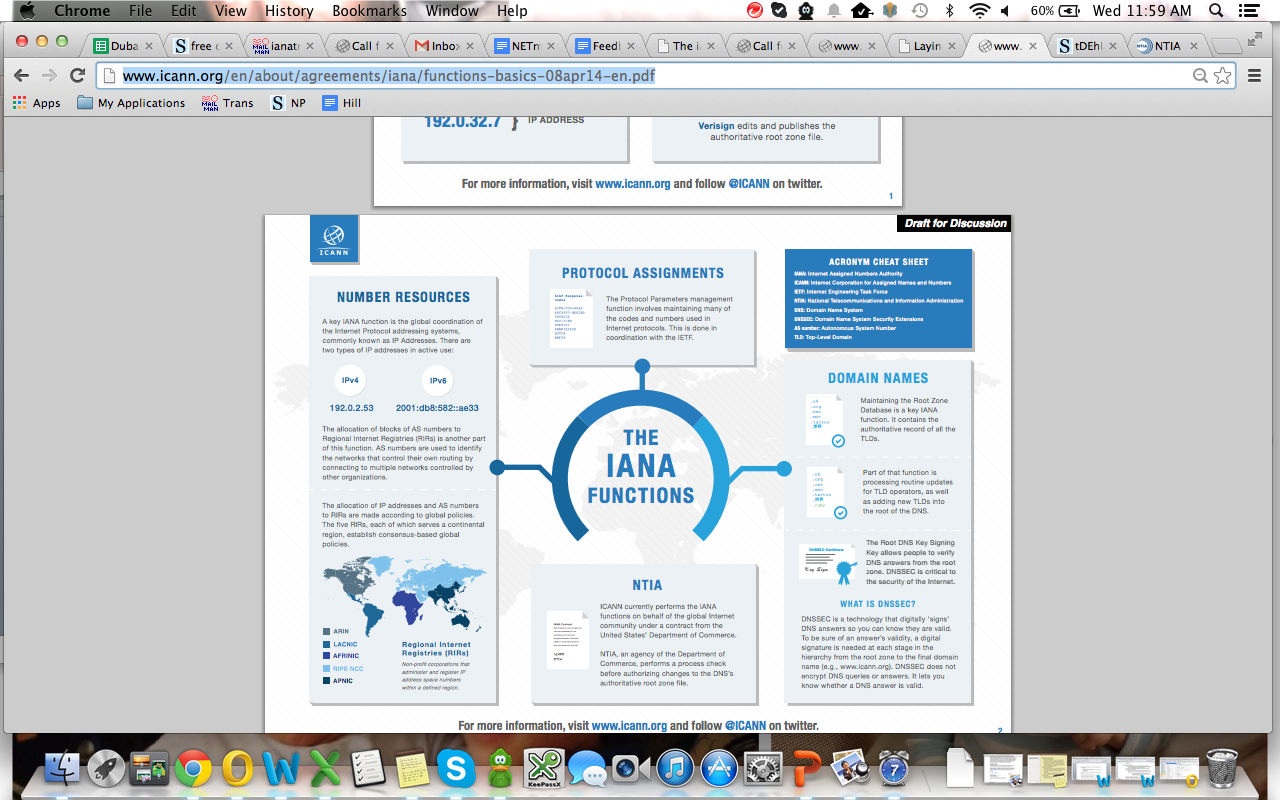 Chrome File Edit View History Bookmarks Window Help 60% Wed 11:59 AM
Duba
free c
ianatr
Call f
Inbox
NETm
Feedl
The i
Call fo
www.
Layin
www.
tDEhl
NTIA
www.icann.org/en/about/agreements/iana/functions-basics-08apr14-en.pdf
Apps My Applications Trans NP Hill
192.0.32.7 } IP ADDRESS
Verisign edits and publishes the
authoritative root zone file.
For more information, visit www.icann.org and follow @ICANN on twitter.
1
ICANN
Draft for Discussion
NUMBER RESOURCES
A key IANA function is the global coordination of
the Internet Protocol addressing systems,
commonly known as IP Addresses. There are
two types of IP addresses in active use:
IPv4 IPv6
192.0.2.53 2001:db8:582::ae33
The allocation of blocks of AS numbers to
Regional Internet Registries (RIRs) is another part
of this function. AS numbers are used to identify
the networks that control their own routing by
connecting to multiple networks controlled by
other organizations.
The allocation of IP addresses and AS numbers
to RIRs are made according to global policies.
The five RIRs, each of which serves a continental
region, establish consensus-based global
policies.
ARIN
LACNIC
AFRINIC
RIPE NCC
APNIC
Regional Internet
Registries (RIRs)
Non-profit corporations that
administer and register IP
address space numbers
within a defined region.
PROTOCOL ASSIGNMENTS
The Protocol Parameters management
function involves maintaining many of
the codes and numbers used in
Internet protocols. This is done in
coordination with the IETF.
THE
IANA
FUNCTIONS
NTIA
ICANN currently performs the IANA
functions on behalf of the global Internet
community under a contract from the
United States' Department of Commerce.
NTIA, an agency of the Department of
Commerce, performs a process check
before authorizing changes to the DNS's
authoritative root zone file.
ACRONYM CHEAT SHEET
IANA: Internet Assigned Numbers Authority
ICANN: Internet Corporation for Assigned Names and Numbers
IETF: Internet Engineering Task Force
NTIA: National Telecommunications and Information Administration
DNS: Domain Name System
DNSSEC: Domain Name System Security Extensions
AS number: Autonomous System Number
TLD: Top-Level Domain
DOMAIN NAMES
Maintaining the Root Zone
Database is a key IANA
function. It contains the
authoritative record of all the
TLDs.
Part of that function is
processing routine updates
for TLD operators, as well
as adding new TLDs into
the root of the DNS.
DNSSEC Certificate
Key Sign
The Root DNS Key Signing
Key allows people to verify
DNS answers from the root
zone. DNSSEC is critical to
the security of the Internet.
WHAT IS DNSSEC?
DNSSEC is a technology that digitally 'signs'
DNS answers so you can know they are valid.
To be sure of an answer's validity, a digital
signature is needed at each stage in the
hierarchy from the root zone to the final domain
name (e.g., www.icann.org). DNSSEC does not
encrypt DNS queries or answers. It lets you
know whether a DNS answer is valid.
For more information, visit www.icann.org and follow @ICANN on twitter.
2
KeePassX
7